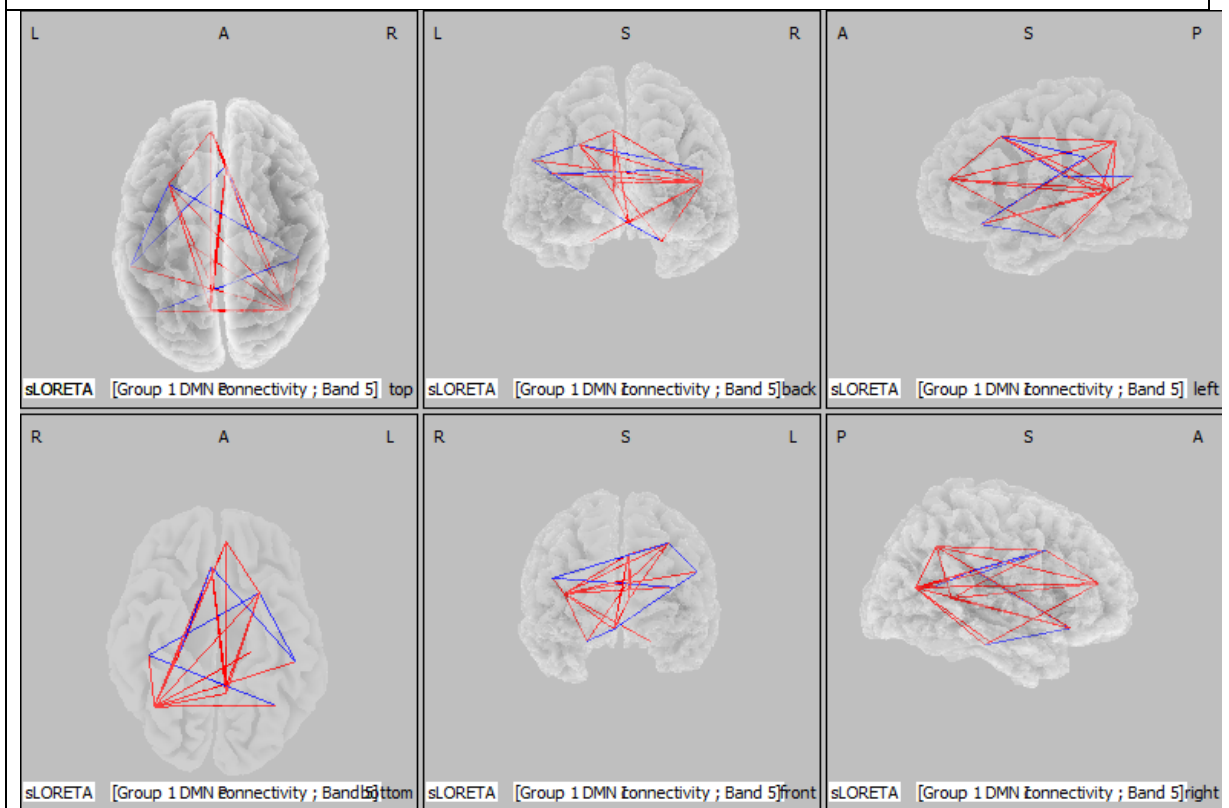 L A R
L S R
A S P
sLORETA [Group 1 DMN Connectivity ; Band 5] top
sLORETA [Group 1 DMN Connectivity ; Band 5] back
sLORETA [Group 1 DMN Connectivity ; Band 5] left
R A L
R S L
P S A
sLORETA [Group 1 DMN Connectivity ; Band 5] bottom
sLORETA [Group 1 DMN Connectivity ; Band 5] front
sLORETA [Group 1 DMN Connectivity ; Band 5] right